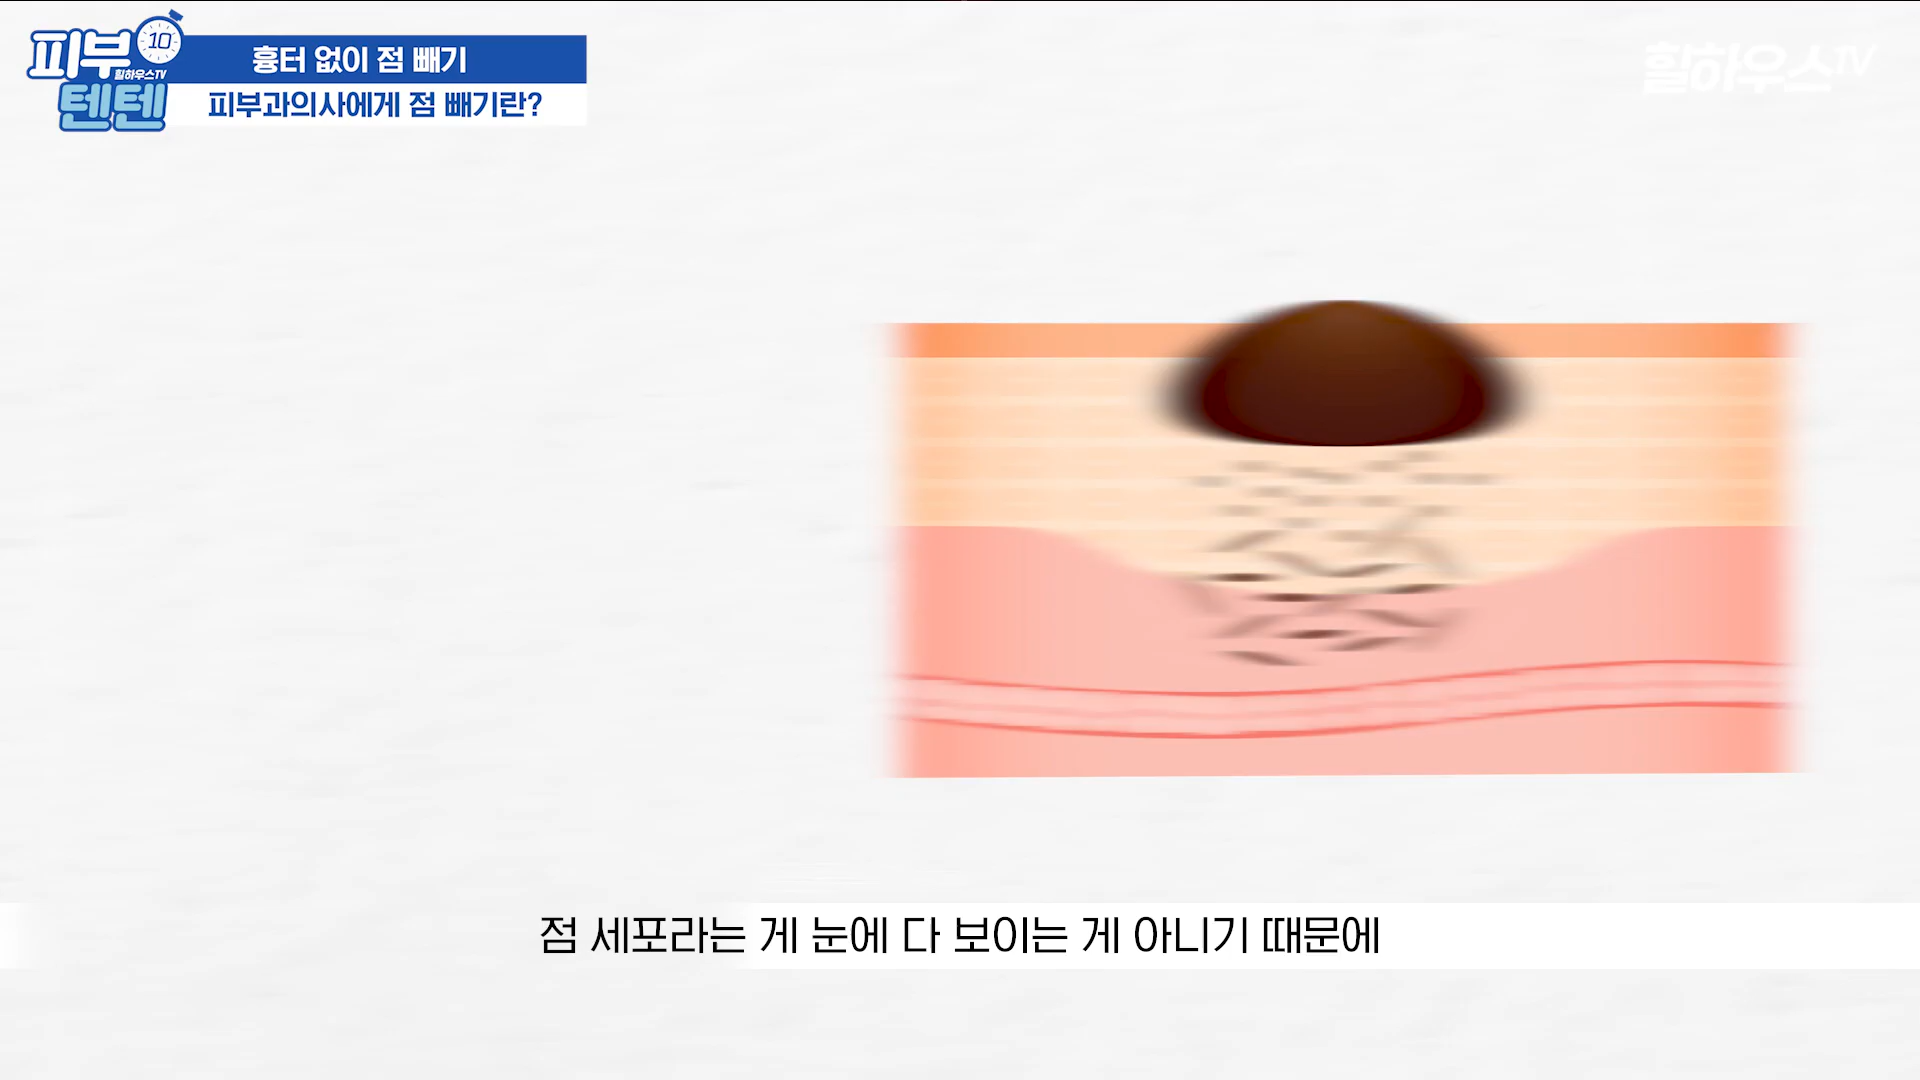 피부
10
힐하우스TV
텐텐
흉터 없이 점 빼기
피부과의사에게 점 빼기란?
힐하우스TV
점 세포라는 게 눈에 다 보이는 게 아니기 때문에